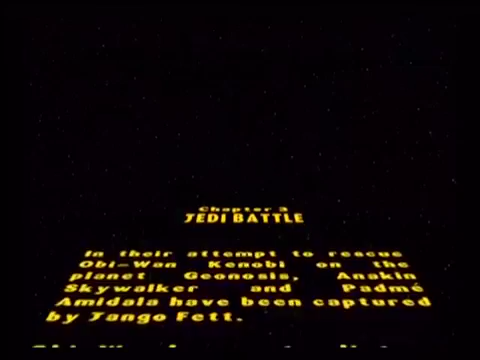 Chapter 3
JEDI BATTLE
In their attempt to rescue
Obi-Wan Kenobi on the
planet Geonosis, Anakin
Skywalker and Padmé
Amidala have been captured
by Jango Fett.